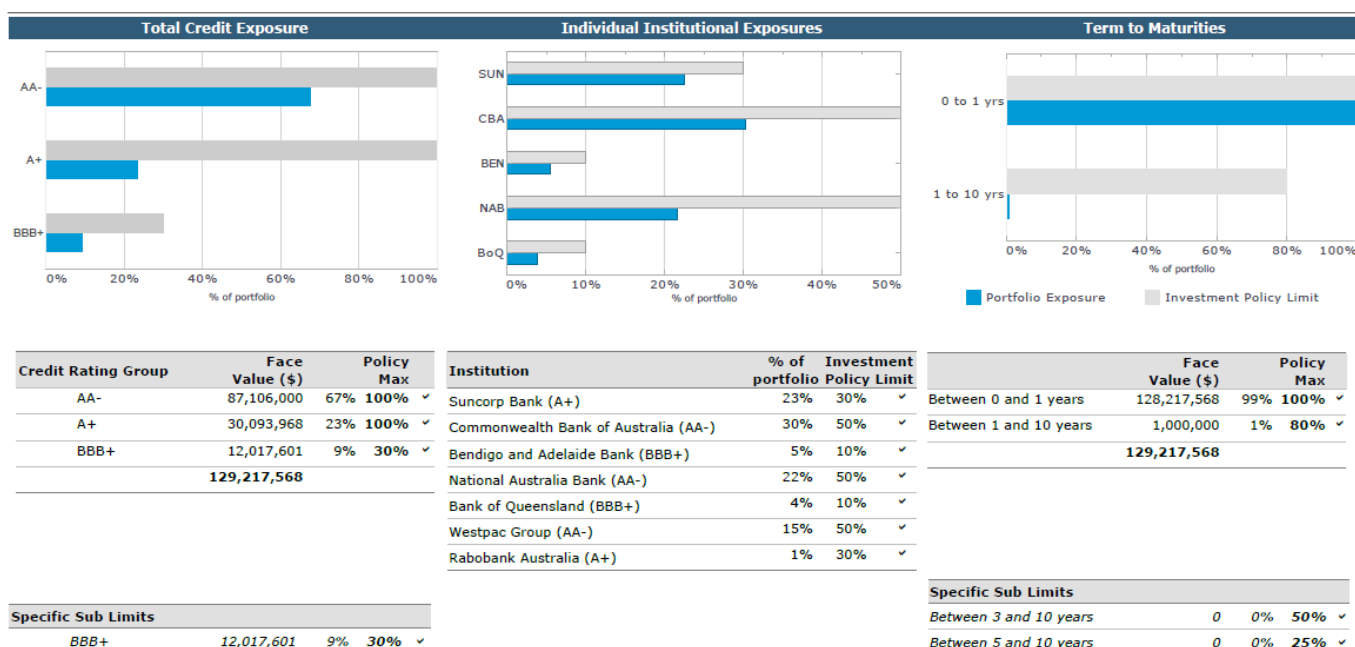 Total Credit Exposure
AA-
A+
BBB+
0% 20% 40% 60% 80% 100%
% of portfolio
Individual Institutional Exposures
SUN
CBA
BEN
NAB
BoQ
0% 10% 20% 30% 40% 50%
% of portfolio
Term to Maturities
0 to 1 yrs
1 to 10 yrs
0% 20% 40% 60% 80% 100%
% of portfolio
Portfolio Exposure Investment Policy Limit
Credit Rating Group Face Value ($) Policy Max
AA- 87,106,000 67% 100% ✓
A+ 30,093,968 23% 100% ✓
BBB+ 12,017,601 9% 30% ✓
129,217,568
Specific Sub Limits
BBB+ 12,017,601 9% 30% ✓
Institution % of portfolio Investment Policy Limit
Suncorp Bank (A+) 23% 30% ✓
Commonwealth Bank of Australia (AA-) 30% 50% ✓
Bendigo and Adelaide Bank (BBB+) 5% 10% ✓
National Australia Bank (AA-) 22% 50% ✓
Bank of Queensland (BBB+) 4% 10% ✓
Westpac Group (AA-) 15% 50% ✓
Rabobank Australia (A+) 1% 30% ✓
Face Value ($) Policy Max
Between 0 and 1 years 128,217,568 99% 100% ✓
Between 1 and 10 years 1,000,000 1% 80% ✓
129,217,568
Specific Sub Limits
Between 3 and 10 years 0 0% 50% ✓
Between 5 and 10 years 0 0% 25% ✓